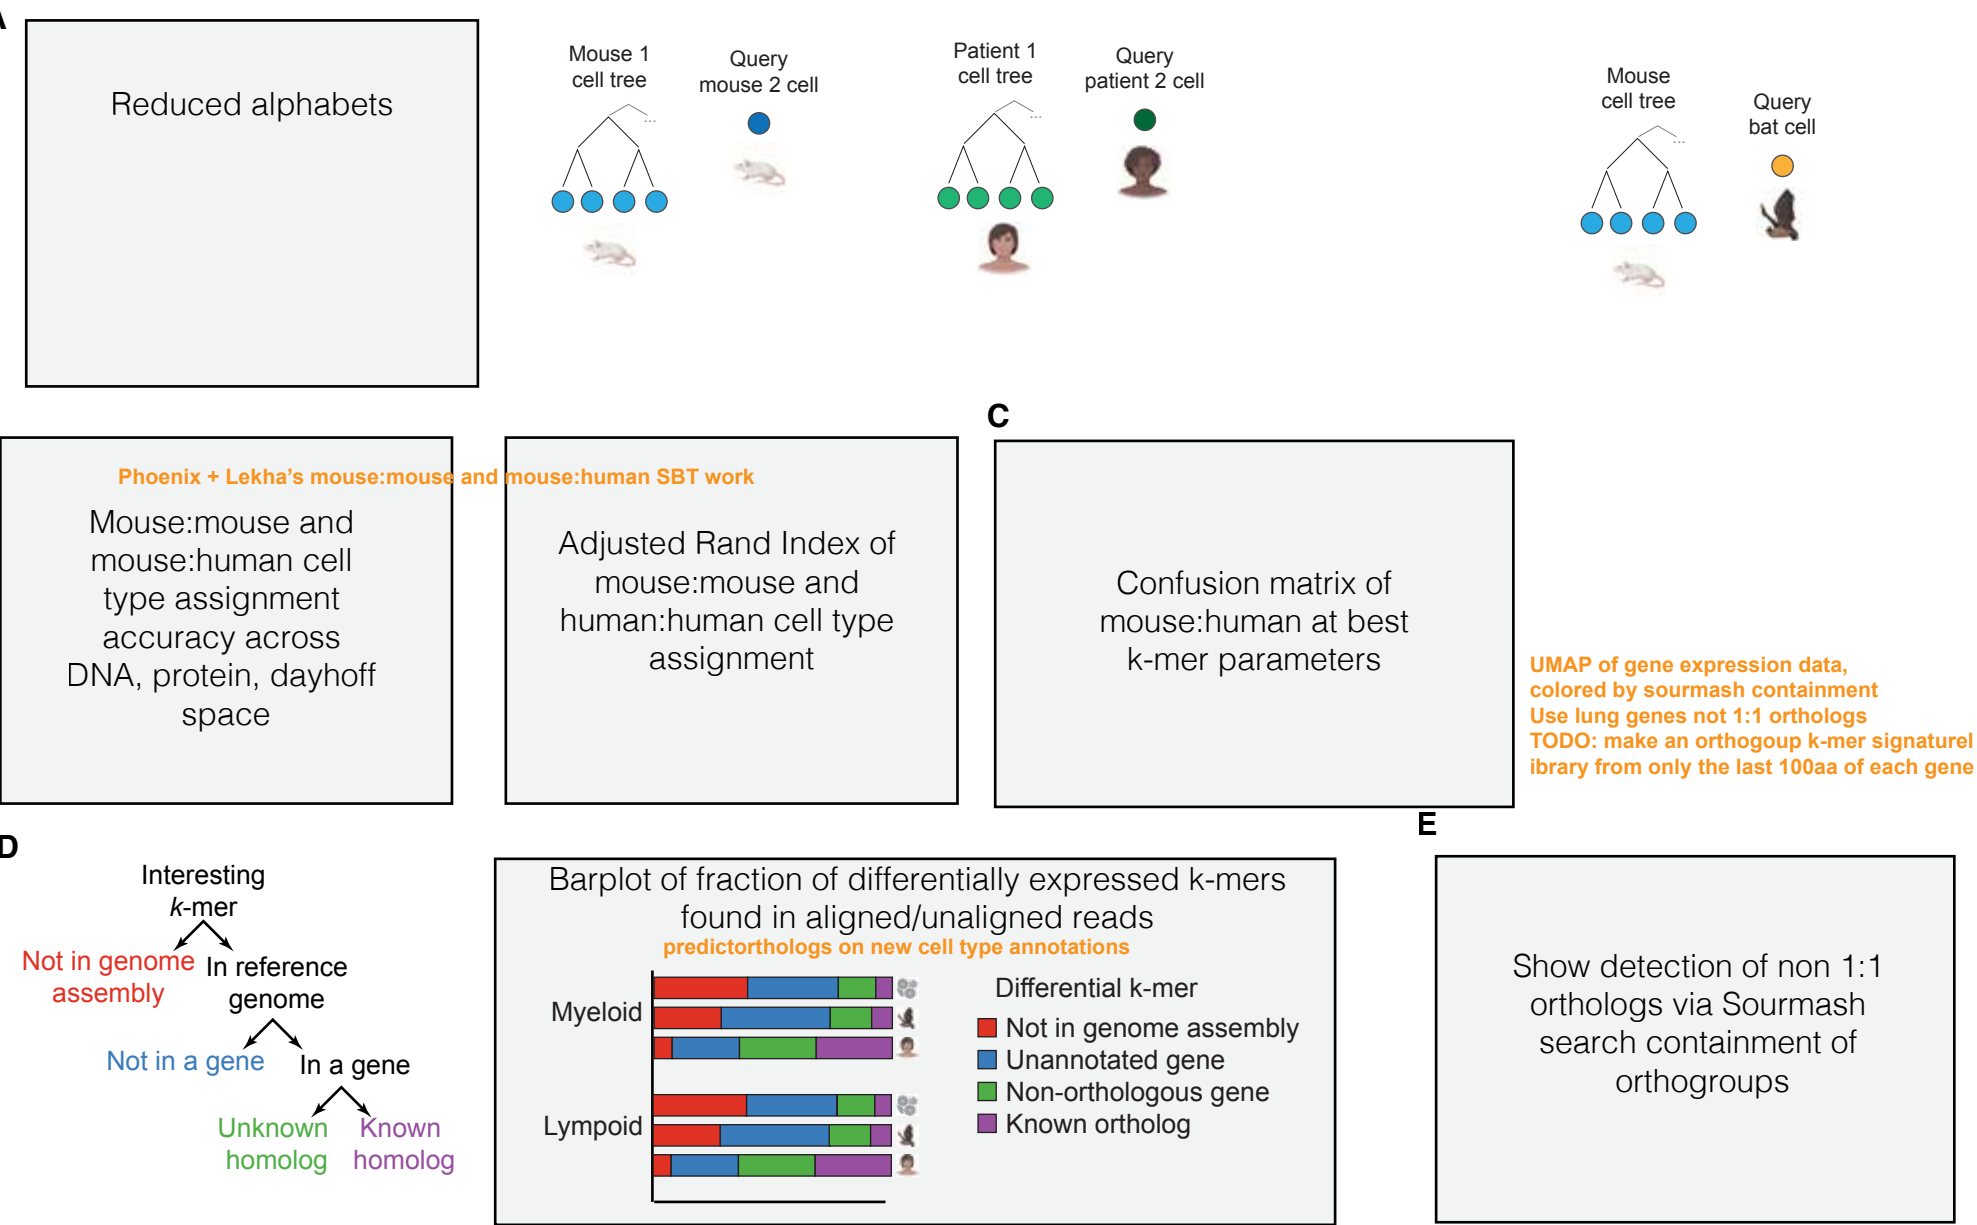 A
Reduced alphabets
Mouse 1
cell tree
...
Query
mouse 2 cell
Patient 1
cell tree
...
Query
patient 2 cell
Mouse
cell tree
...
Query
bat cell
Phoenix + Lekha's mouse:mouse and mouse:human SBT work
Mouse:mouse and
mouse:human cell
type assignment
accuracy across
DNA, protein, dayhoff
space
Adjusted Rand Index of
mouse:mouse and
human:human cell type
assignment
C
Confusion matrix of
mouse:human at best
k-mer parameters
UMAP of gene expression data,
colored by sourmash containment
Use lung genes not 1:1 orthologs
TODO: make an orthogoup k-mer signaturel
ibrary from only the last 100aa of each gene
D
Interesting
k-mer
Not in genome
assembly
In reference
genome
Not in a gene
In a gene
Unknown
homolog
Known
homolog
Barplot of fraction of differentially expressed k-mers
found in aligned/unaligned reads
predictorthologs on new cell type annotations
Myeloid
Lympoid
Differential k-mer
Not in genome assembly
Unannotated gene
Non-orthologous gene
Known ortholog
E
Show detection of non 1:1
orthologs via Sourmash
search containment of
orthogroups